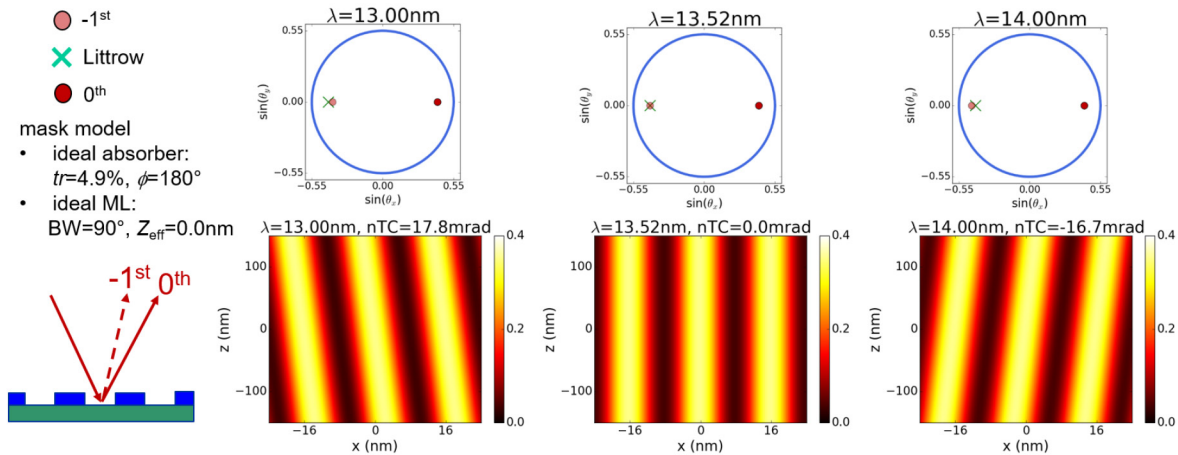 -1st
Littrow
0th
mask model
• ideal absorber:
tr=4.9%, ϕ=180°
• ideal ML:
BW=90°, Zeff=0.0nm
-1st 0th
λ=13.00nm
0.55
0.00
−0.55
sin(θy)
−0.55 0.00 0.55
sin(θx)
λ=13.52nm
0.55
0.00
−0.55
sin(θy)
−0.55 0.00 0.55
sin(θx)
λ=14.00nm
0.55
0.00
−0.55
sin(θy)
−0.55 0.00 0.55
sin(θx)
λ=13.00nm, nTC=17.8mrad
100
0
−100
z (nm)
−16 0 16
x (nm)
0.4
0.2
0.0
λ=13.52nm, nTC=0.0mrad
100
0
−100
z (nm)
−16 0 16
x (nm)
0.4
0.2
0.0
λ=14.00nm, nTC=-16.7mrad
100
0
−100
z (nm)
−16 0 16
x (nm)
0.4
0.2
0.0